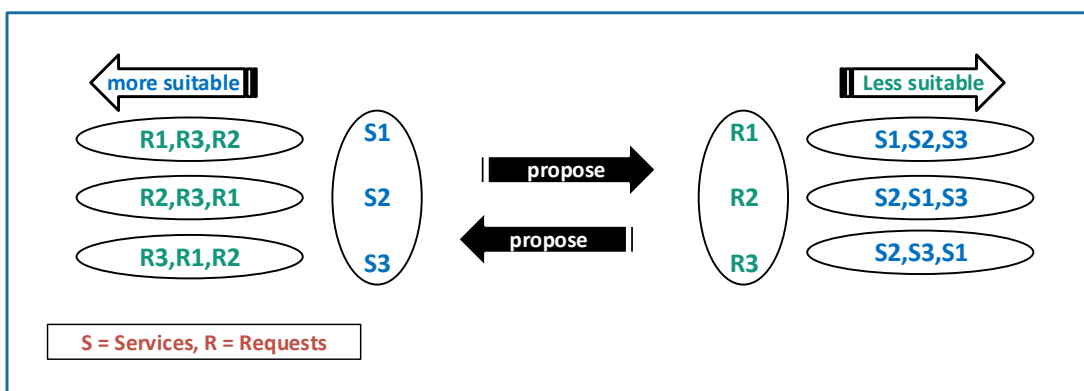 more suitable
Less suitable
R1,R3,R2
S1
R1
S1,S2,S3
propose
R2,R3,R1
S2
R2
S2,S1,S3
propose
R3,R1,R2
S3
R3
S2,S3,S1
S = Services, R = Requests